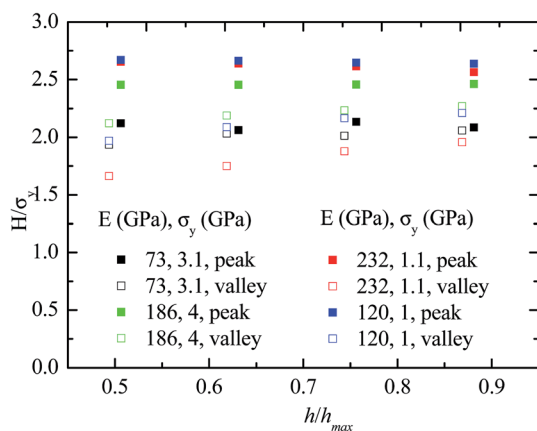 3.0
2.5
2.0
1.5
1.0
0.5
0.0
H/σy
E (GPa), σy (GPa)
73, 3.1, peak
73, 3.1, valley
186, 4, peak
186, 4, valley
E (GPa), σy (GPa)
232, 1.1, peak
232, 1.1, valley
120, 1, peak
120, 1, valley
0.5 0.6 0.7 0.8 0.9
h/hmax